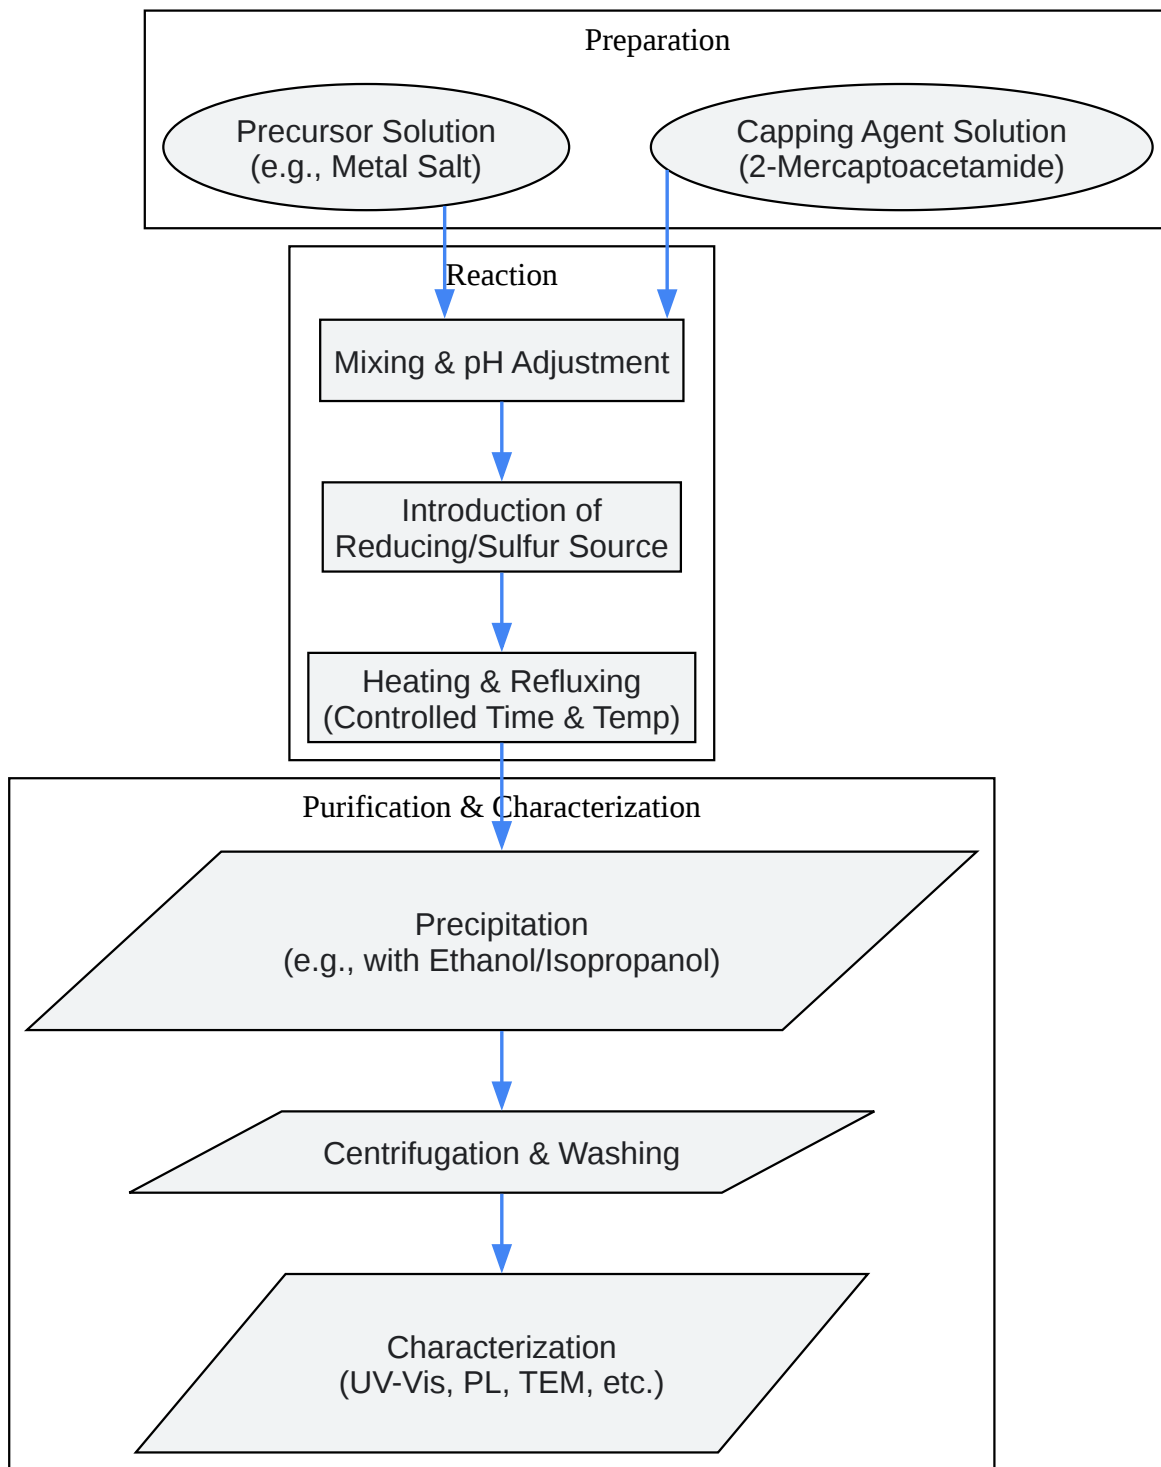 Preparation
Precursor Solution
(e.g., Metal Salt)
Capping Agent Solution
(2-Mercaptoacetamide)
Reaction
Mixing & pH Adjustment
Introduction of
Reducing/Sulfur Source
Heating & Refluxing
(Controlled Time & Temp)
Purification & Characterization
Precipitation
(e.g., with Ethanol/Isopropanol)
Centrifugation & Washing
Characterization
(UV-Vis, PL, TEM, etc.)